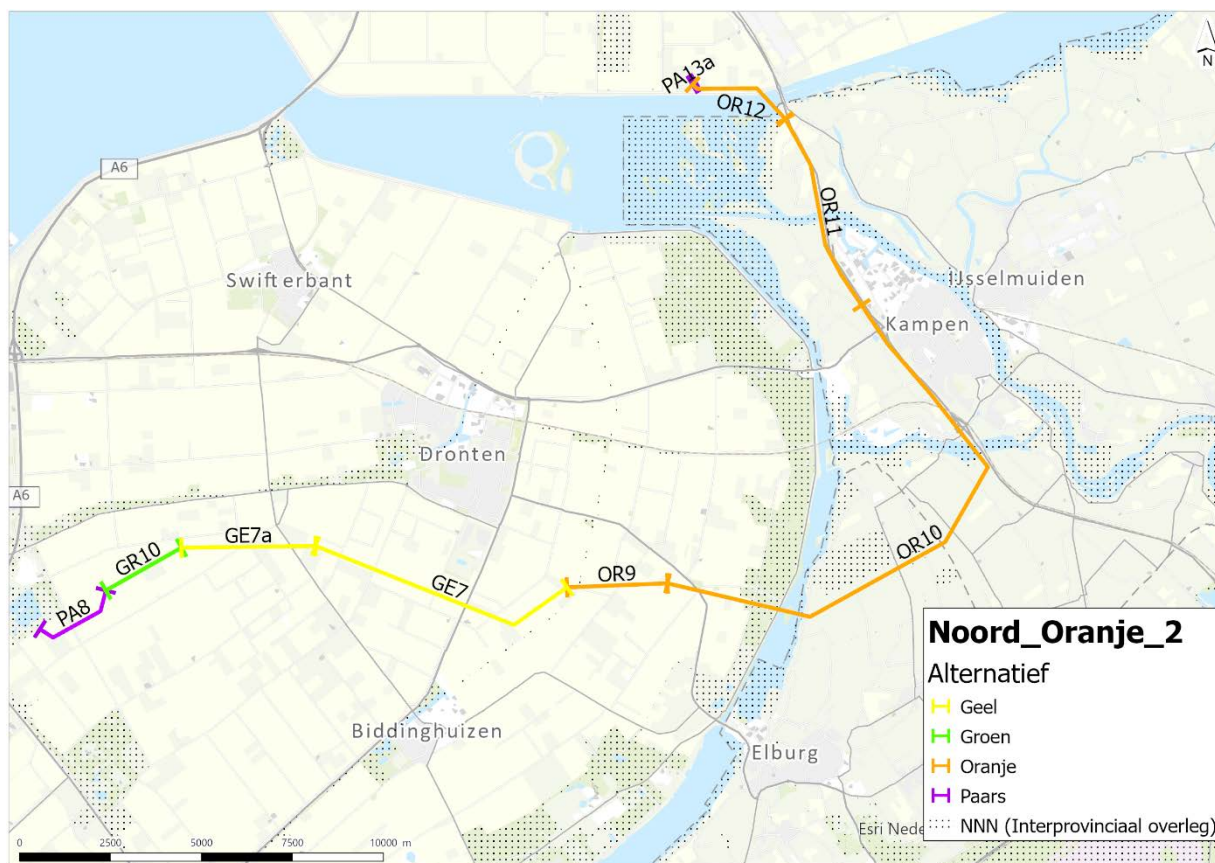 PA13a
N
OR12
A6
OR11
Swifterbant
IJsselmuiden
Kampen
Dronten
A6
GE7a
GR10
OR10
OR9
GE7
PA8
Noord_Oranje_2
Alternatief
Geel
Groen
Oranje
Paars
NNN (Interprovinciaal overleg)
Biddinghuizen
Elburg
Esri Nede
0 2500 5000 7500 10000 m